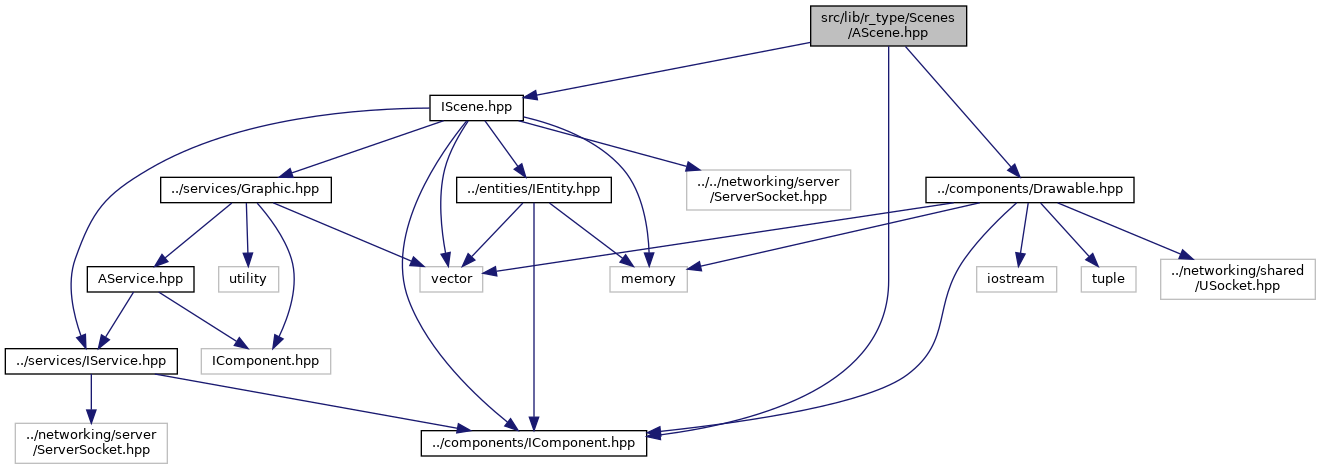 src/lib/r_type/Scenes
/AScene.hpp
IScene.hpp
../services/Graphic.hpp
../entities/IEntity.hpp
../../networking/server
/ServerSocket.hpp
../components/Drawable.hpp
AService.hpp
utility
vector
memory
iostream
tuple
../networking/shared
/USocket.hpp
../services/IService.hpp
IComponent.hpp
../networking/server
/ServerSocket.hpp
../components/IComponent.hpp